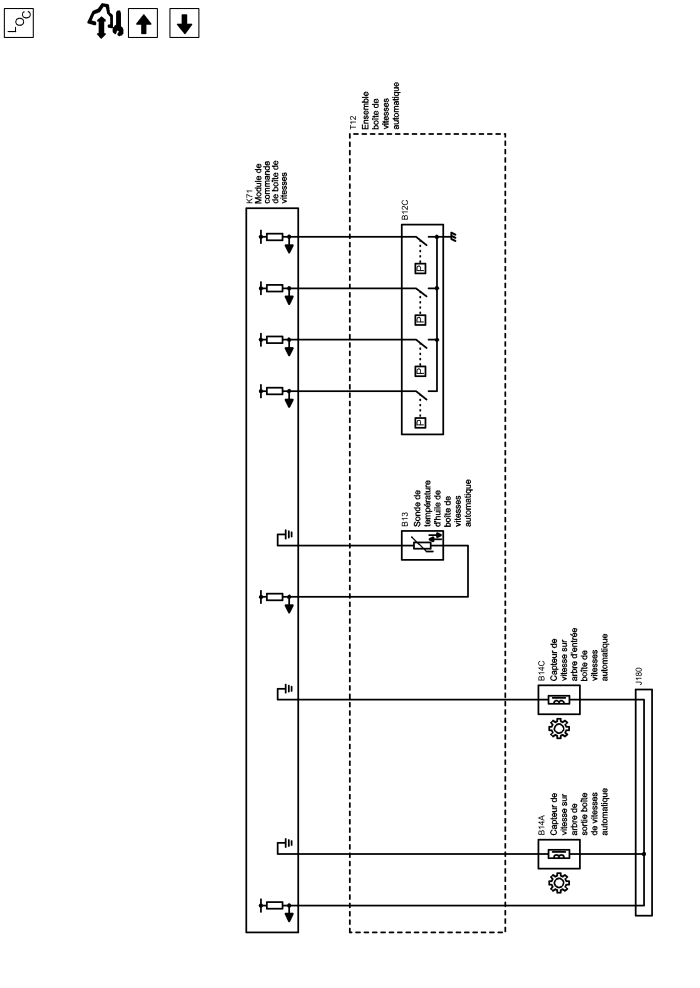 LOC
T12
Ensemble
boîte de
vitesses
automatique
K71
Module de
commande
de boîte de
vitesses
B12C
P
P
P
P
B13
Sonde de
température
d'huile de
boîte de
vitesses
automatique
B14C
Capteur de
vitesse sur
arbre d'entrée
boîte de
vitesses
automatique
J180
B14A
Capteur de
vitesse sur
arbre de
sortie boîte
de vitesses
automatique